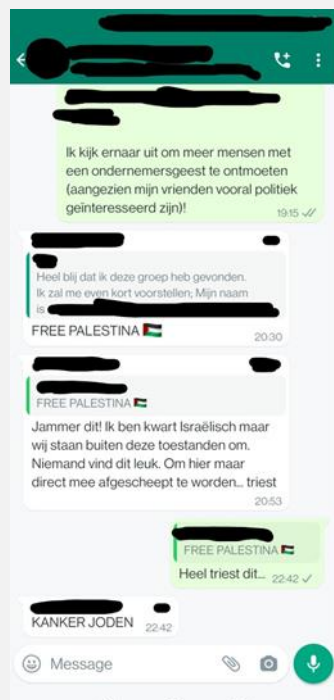 Ik kijk ernaar uit om meer mensen met
een ondernemersgeest te ontmoeten
(aangezien mijn vrienden vooral politiek
geïnteresseerd zijn)!
19:15
Heel blij dat ik deze groep heb gevonden.
Ik zal me even kort voorstellen; Mijn naam
is
FREE PALESTINA 🇵🇸
20:30
FREE PALESTINA 🇵🇸
Jammer dit! Ik ben kwart Israëlisch maar
wij staan buiten deze toestanden om.
Niemand vind dit leuk. Om hier maar
direct mee afgescheept te worden... triest
20:53
FREE PALESTINA 🇵🇸
Heel triest dit... 22:42
KANKER JODEN 22:42
Message